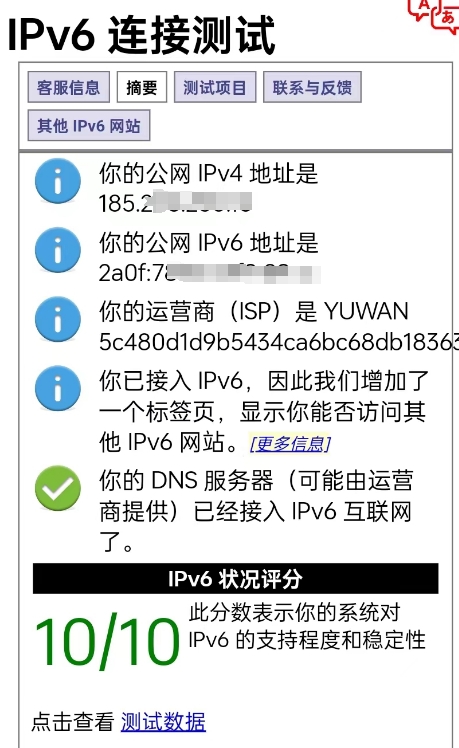 IPv6 连接测试
A あ
客服信息 摘要 测试项目 联系与反馈
其他 IPv6 网站
你的公网 IPv4 地址是
185.2
你的公网 IPv6 地址是
2a0f:78
你的运营商（ISP）是 YUWAN
5c480d1d9b5434ca6bc68db18363
你已接入 IPv6，因此我们增加了
一个标签页，显示你能否访问其
他 IPv6 网站。[更多信息]
你的 DNS 服务器（可能由运营
商提供）已经接入 IPv6 互联网
了。
IPv6 状况评分
10/10
此分数表示你的系统对
IPv6 的支持程度和稳定性
点击查看 测试数据